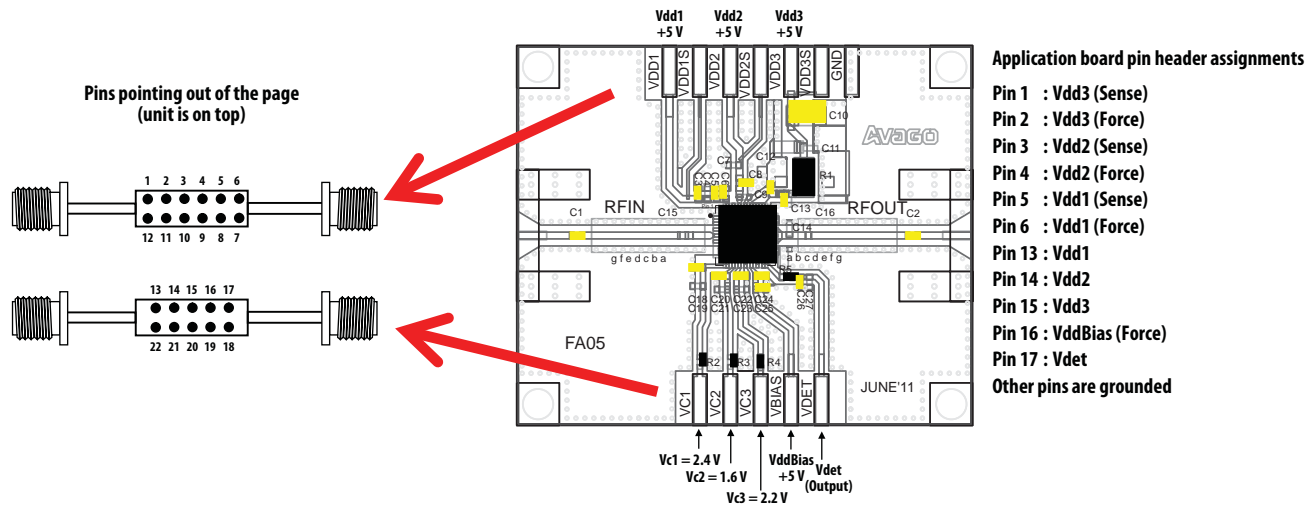 Pins pointing out of the page
(unit is on top)
1 2 3 4 5 6
12 11 10 9 8 7
13 14 15 16 17
22 21 20 19 18
Vdd1
+5 V
Vdd2
+5 V
Vdd3
+5 V
VDD1
VDD1S
VDD2
VDD2S
VDD3
VDD3S
GND
C10
AVAGO
C7
C12
C11
C8
R1
C9
C13
C1
RFIN
C15
C16
RFOUT
C2
C14
gfedcba
abcdefg
C18
C19
C20
C21
C22
C23
C24
C25
C26
C27
FA05
R2
R3
R4
JUNE'11
VC1
VC2
VC3
VBIAS
VDET
Vc1 = 2.4 V
Vc2 = 1.6 V
Vc3 = 2.2 V
VddBias
+5 V
Vdet
(Output)
Application board pin header assignments
Pin 1 : Vdd3 (Sense)
Pin 2 : Vdd3 (Force)
Pin 3 : Vdd2 (Sense)
Pin 4 : Vdd2 (Force)
Pin 5 : Vdd1 (Sense)
Pin 6 : Vdd1 (Force)
Pin 13 : Vdd1
Pin 14 : Vdd2
Pin 15 : Vdd3
Pin 16 : VddBias (Force)
Pin 17 : Vdet
Other pins are grounded